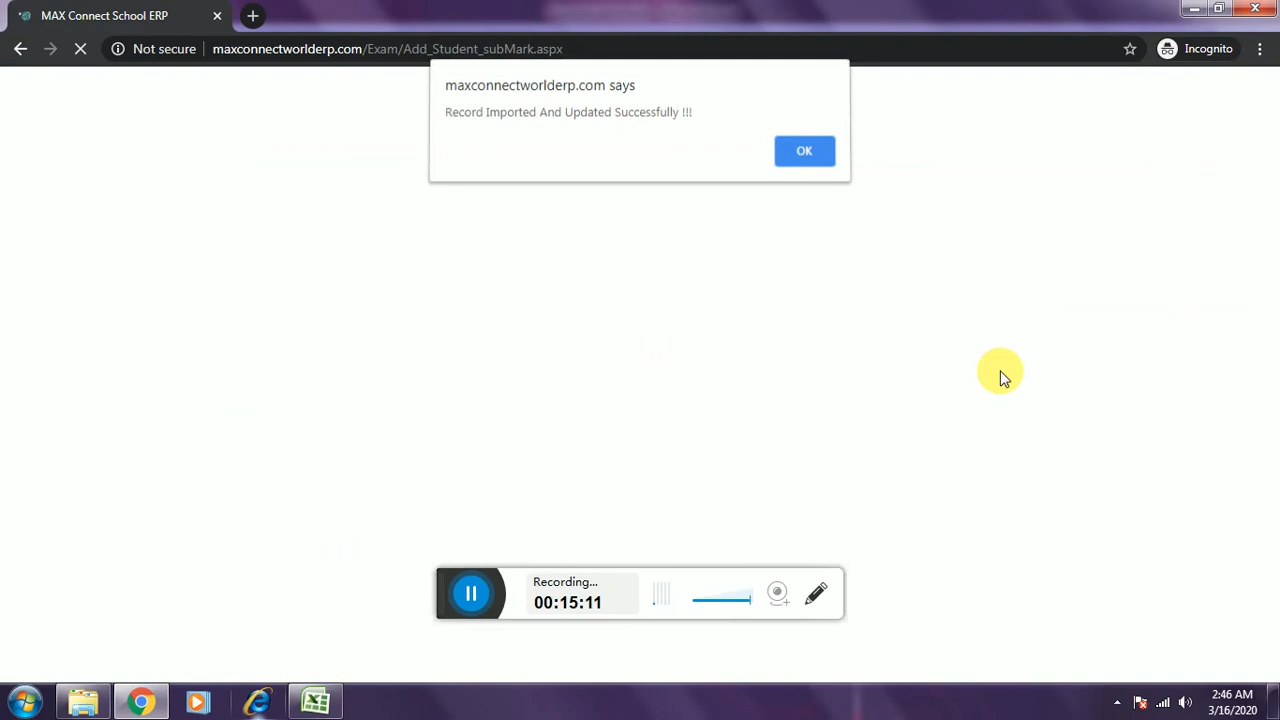 MAX Connect School ERP
Not secure maxconnectworlderp.com/Exam/Add_Student_subMark.aspx Incognito
maxconnectworlderp.com says
Record Imported And Updated Successfully !!!
OK
Recording...
00:15:11
2:46 AM
3/16/2020